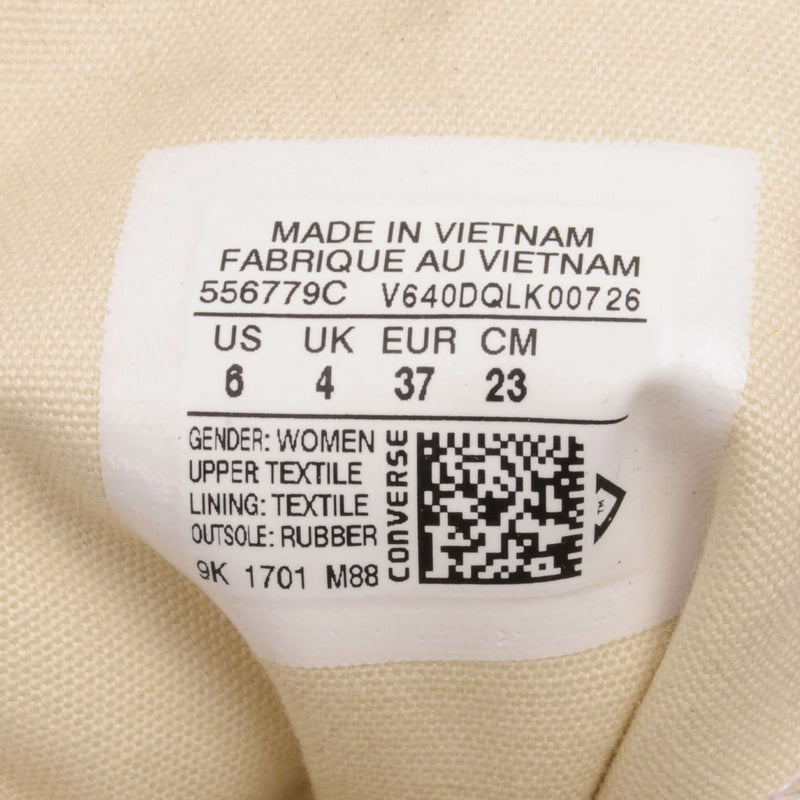 MADE IN VIETNAM
FABRIQUE AU VIETNAM
556779C V640DQLK00726
US UK EUR CM
6 4 37 23
GENDER: WOMEN
UPPER TEXTILE
LINING: TEXTILE
OUTSOLE: RUBBER
9K 1701 M88
CONVERSE
TM